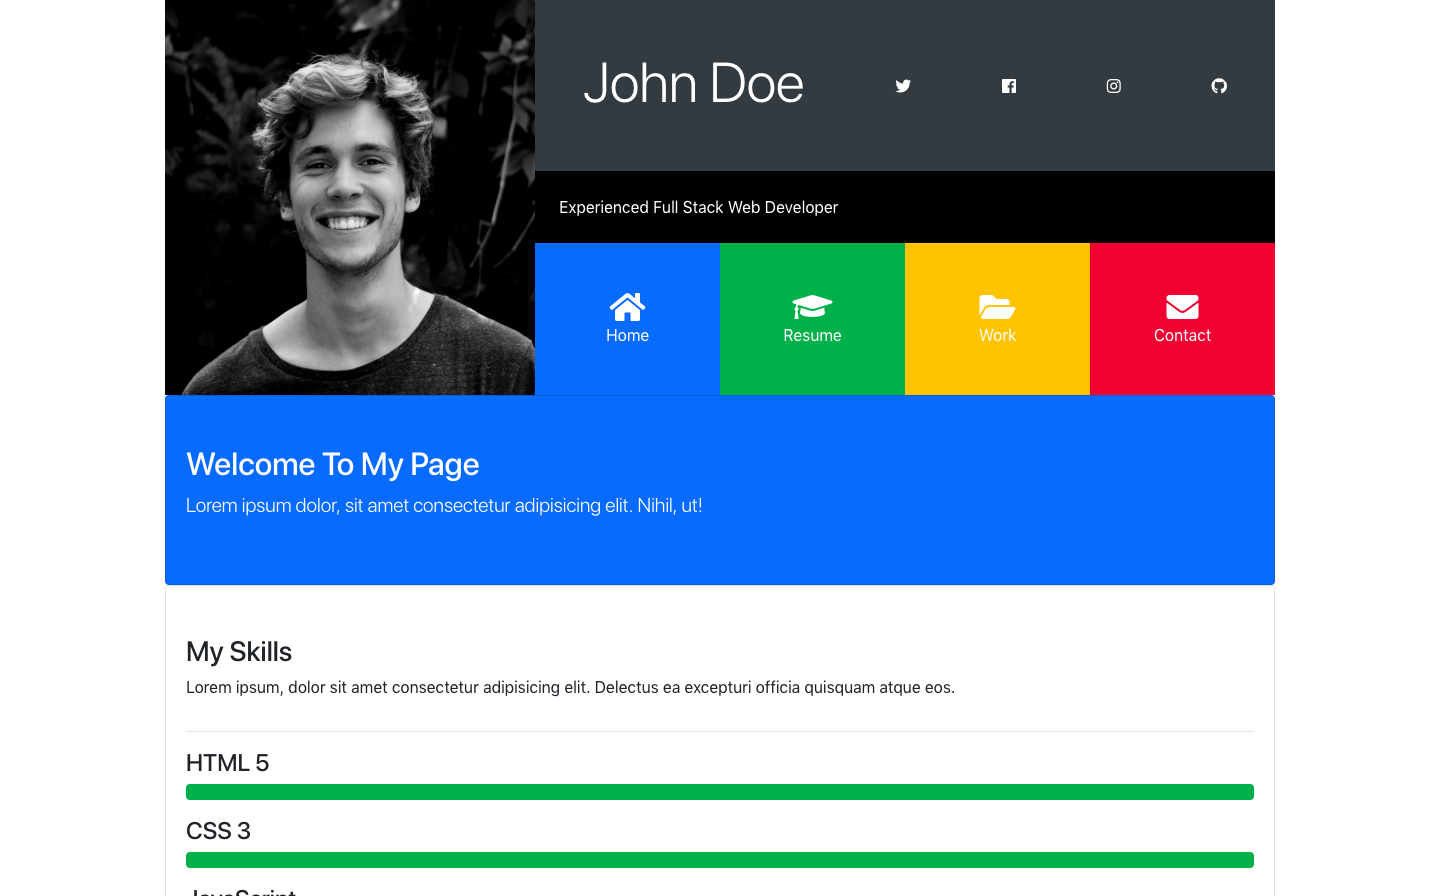 John Doe
Experienced Full Stack Web Developer
Home
Resume
Work
Contact
Welcome To My Page
Lorem ipsum dolor, sit amet consectetur adipisicing elit. Nihil, ut!
My Skills
Lorem ipsum, dolor sit amet consectetur adipisicing elit. Delectus ea excepturi officia quisquam atque eos.
HTML 5
CSS 3
JavaScript